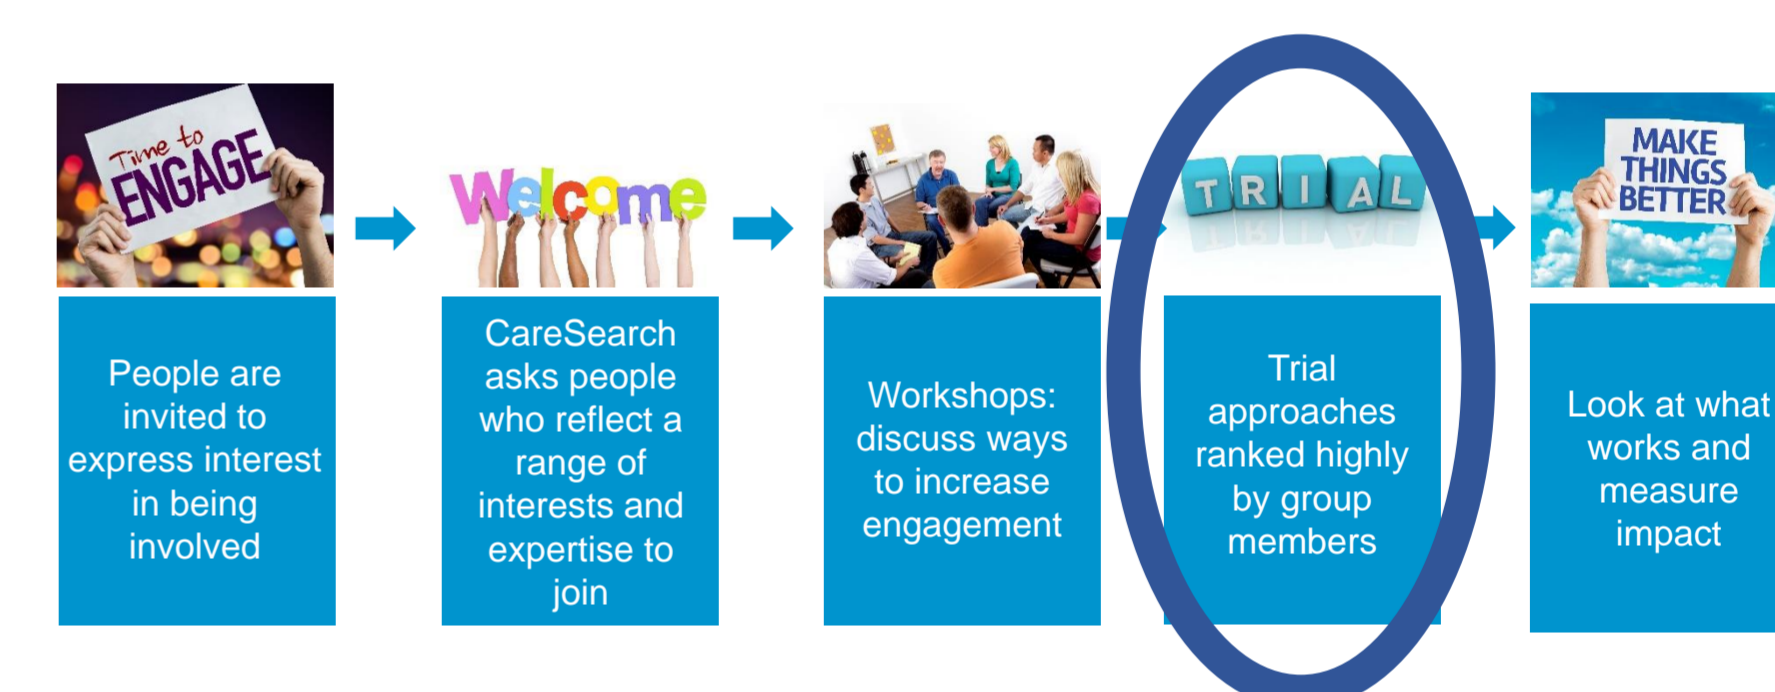 Time to
ENGAGE
Welcome
TRIAL
MAKE
THINGS
BETTER
People are
invited to
express interest
in being
involved
CareSearch
asks people
who reflect a
range of
interests and
expertise to
join
Workshops:
discuss ways
to increase
engagement
Trial
approaches
ranked highly
by group
members
Look at what
works and
measure
impact